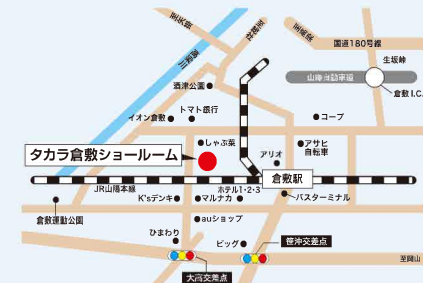 至総社
国道180号線
生坂峠
山陽自動車道
倉敷 I.C.
高梁川
酒津公園
トマト銀行
イオン倉敷
コープ
しゃぶ菜
アサヒ
自転車
タカラ倉敷ショールーム
アリオ
倉敷駅
JR山陽本線
ホテル1・2・3
K'sデンキ
マルナカ
バスターミナル
倉敷運動公園
auショップ
ひまわり
ビッグ
笹沖交差点
至岡山
大高交差点